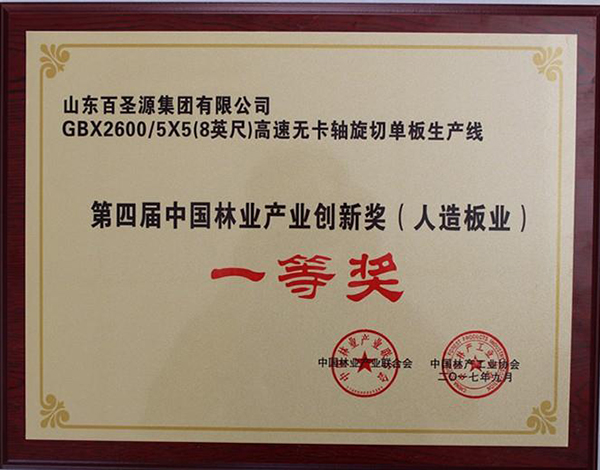 山东百圣源集团有限公司
GBX2600/5X5(8英尺)高速无卡轴旋切单板生产线
第四届中国林业产业创新奖（人造板业）
一等奖
中国林业产业联合会
中国林产工业协会
二〇一七年九月